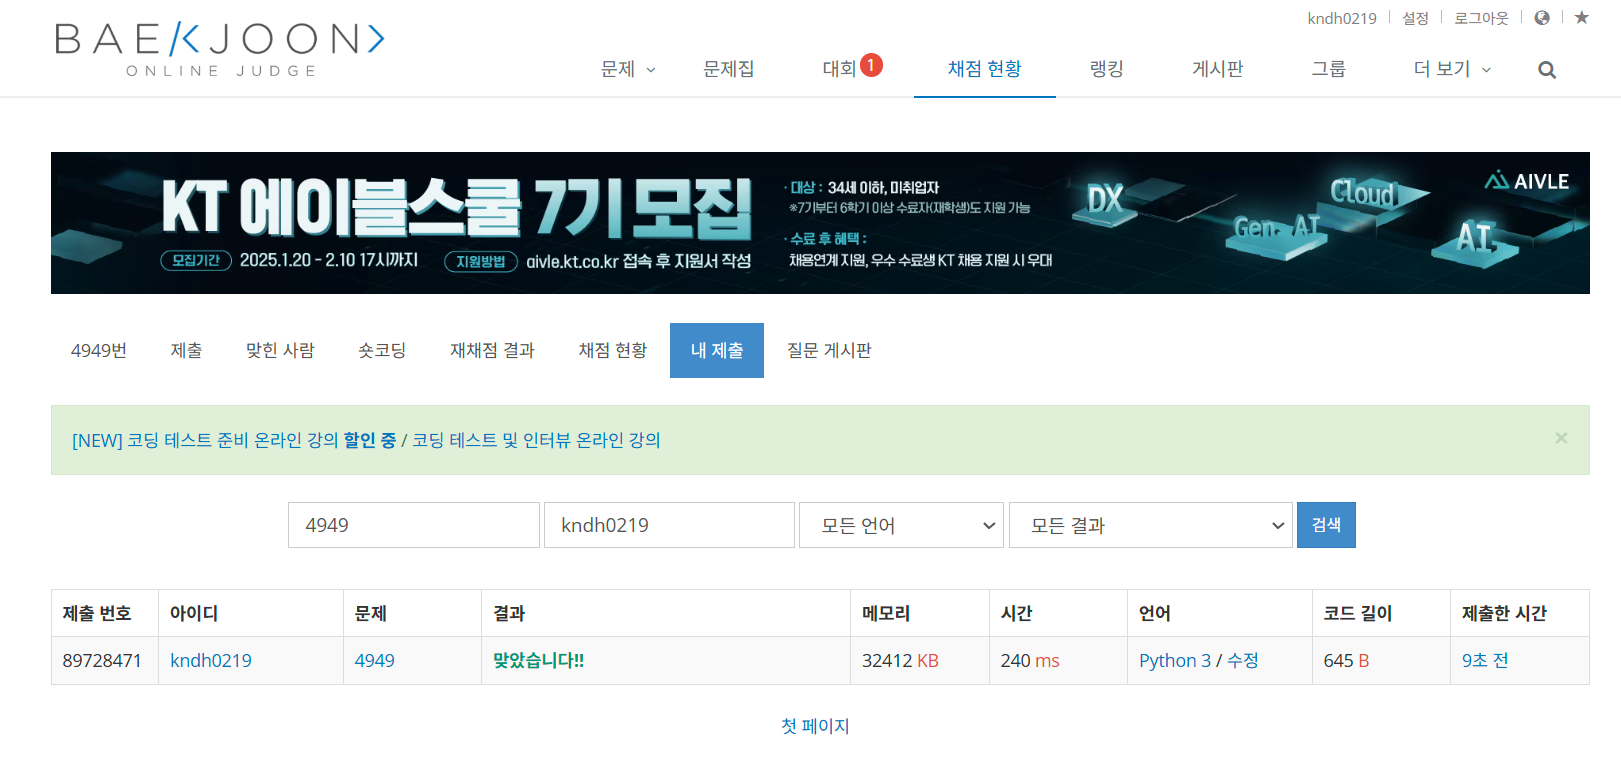 kndh0219 설정 로그아웃
BAEKJOON
ONLINE JUDGE
문제 문제집 대회 1 채점 현황 랭킹 게시판 그룹 더 보기
KT 에이블스쿨 7기 모집
모집기간 2025.1.20 - 2.10 17시까지 지원방법 aivle.kt.co.kr 접속 후 지원서 작성
· 대상 : 34세 이하, 미취업자
※7기부터 6학기 이상 수료자(재학생)도 지원 가능
· 수료 후 혜택 :
채용연계 지원, 우수 수료생 KT 채용 지원 시 우대
DX
Gen. AI
Cloud
AI
AIVLE
4949번 제출 맞힌 사람 숏코딩 재채점 결과 채점 현황 내 제출 질문 게시판
[NEW] 코딩 테스트 준비 온라인 강의 할인 중 / 코딩 테스트 및 인터뷰 온라인 강의 ×
4949 kndh0219 모든 언어 모든 결과 검색
제출 번호 아이디 문제 결과 메모리 시간 언어 코드 길이 제출한 시간
89728471 kndh0219 4949 맞았습니다!! 32412 KB 240 ms Python 3 / 수정 645 B 9초 전
첫 페이지